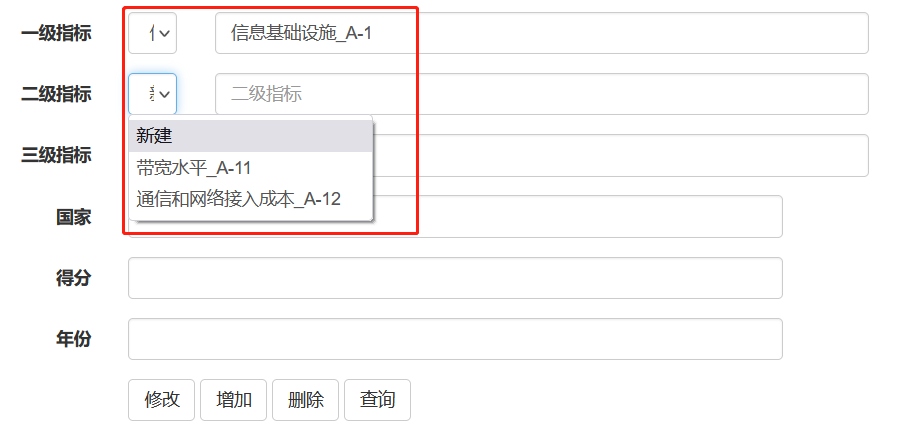 一级指标 信息基础设施_A-1
二级指标 二级指标
新建
三级指标
带宽水平_A-11
通信和网络接入成本_A-12
国家
得分
年份
修改 增加 删除 查询